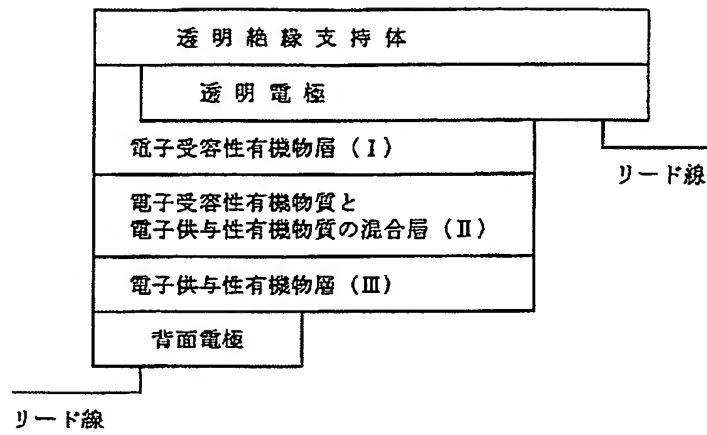 透明絶縁支持体
透明電極
電子受容性有機物層（Ⅰ）
リード線
電子受容性有機物質と
電子供与性有機物質の混合層（Ⅱ）
電子供与性有機物層（Ⅲ）
背面電極
リード線